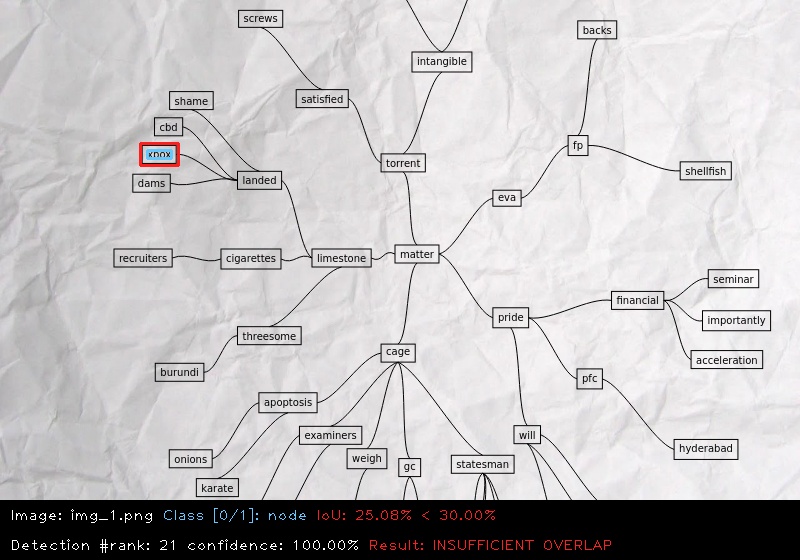 screws
backs
intangible
satisfied
shame
cbd
fp
torrent
shellfish
dams
landed
eva
matter
recruiters
cigarettes
limestone
seminar
financial
pride
importantly
threesome
cage
acceleration
burundi
pfc
apoptosis
examiners
will
hyderabad
onions
weigh
gc
statesman
karate
Image: img_1.png Class [0/1]: node IoU: 25.08% < 30.00%
Detection #rank: 21 confidence: 100.00% Result: INSUFFICIENT OVERLAP